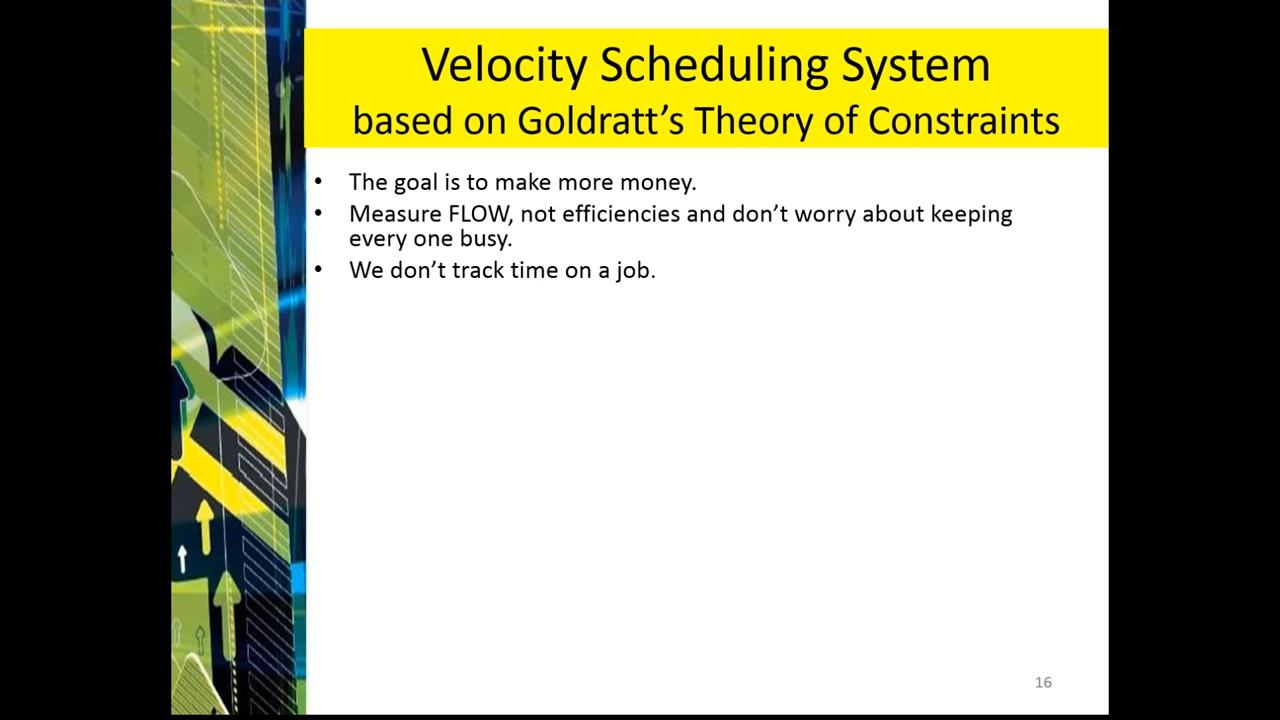 Velocity Scheduling System
based on Goldratt’s Theory of Constraints
• The goal is to make more money.
• Measure FLOW, not efficiencies and don’t worry about keeping
every one busy.
• We don’t track time on a job.
16